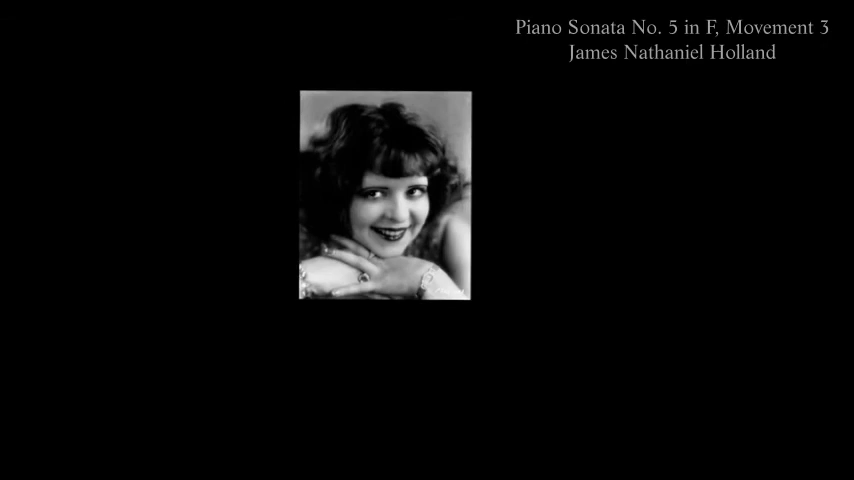 Piano Sonata No. 5 in F, Movement 3
James Nathaniel Holland